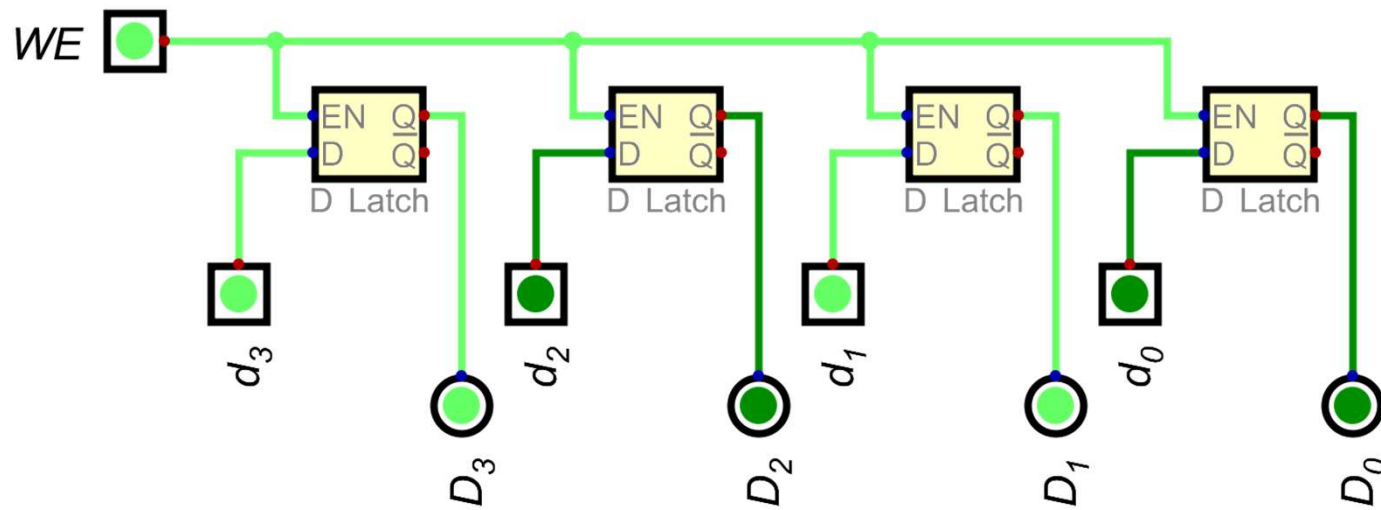 WE
EN Q
D Q̅
D Latch
EN Q
D Q̅
D Latch
EN Q
D Q̅
D Latch
EN Q
D Q̅
D Latch
d₃
d₂
d₁
d₀
D₃
D₂
D₁
D₀